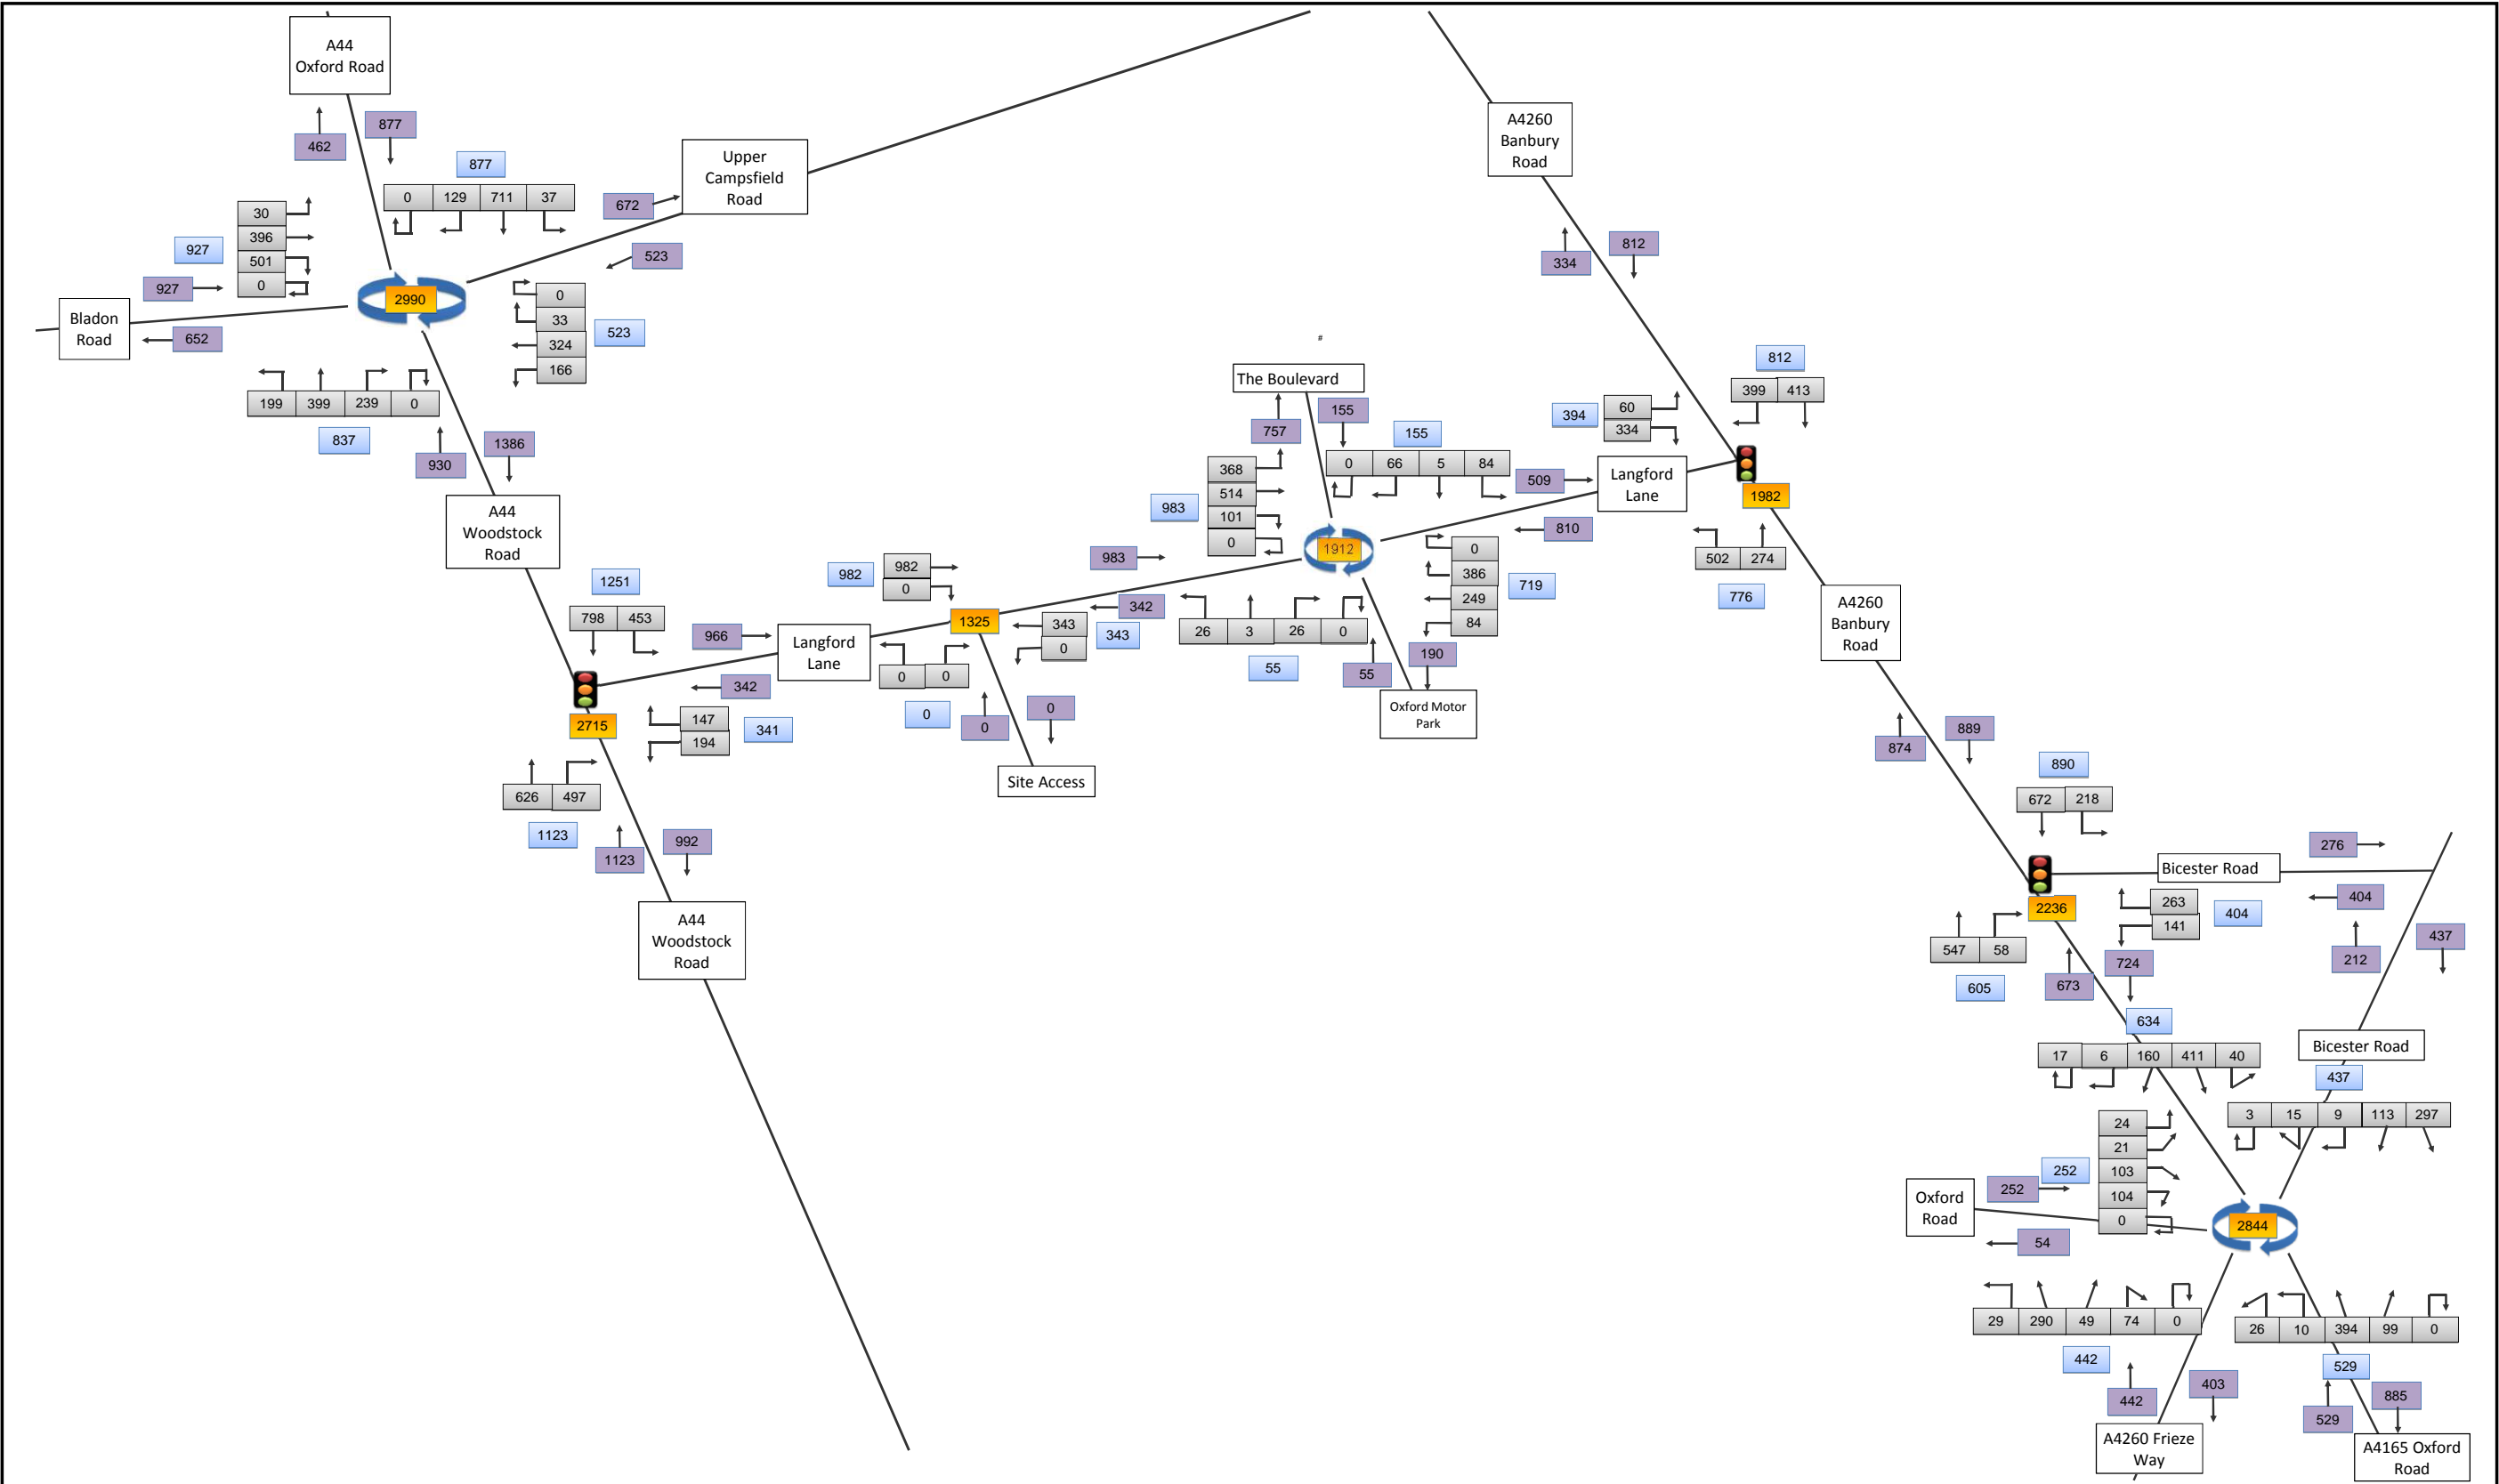 A44
Oxford Road
462
877
877
0 129 711 37
Upper
Campsfield
Road
672
523
30
396
501
0
927
927
Bladon
Road
652
2990
0
33
324
166
523
199 399 239 0
837
930
1386
A44
Woodstock
Road
1251
798 453
966
Langford
Lane
342
2715
147
194
341
626 497
1123
1123
992
A44
Woodstock
Road
982
982
0
1325
343
0
343
342
983
0 0
0
0
0
Site Access
#
The Boulevard
757
155
155
0 66 5 84
368
514
101
0
983
1912
0
386
249
84
719
26 3 26 0
55
55
190
Oxford Motor
Park
509
810
Langford
Lane
394
60
334
A4260
Banbury
Road
334
812
812
399 413
1982
502 274
776
A4260
Banbury
Road
874
889
890
672 218
Bicester Road
276
404
2236
263
141
404
547 58
605
673
724
212
437
Bicester Road
634
17 6 160 411 40
437
3 15 9 113 297
24
21
103
104
0
252
252
Oxford
Road
54
2844
29 290 49 74 0
442
442
403
26 10 394 99 0
529
529
885
A4260 Frieze
Way
A4165 Oxford
Road